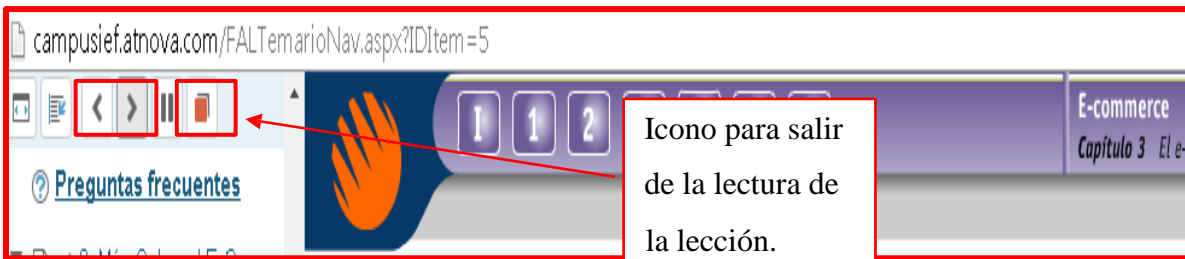 campusief.atnova.com/FALTemarioNav.aspx?IDItem=5
I 1 2
E-commerce
Capítulo 3 El e-
Preguntas frecuentes
Icono para salir
de la lectura de
la lección.